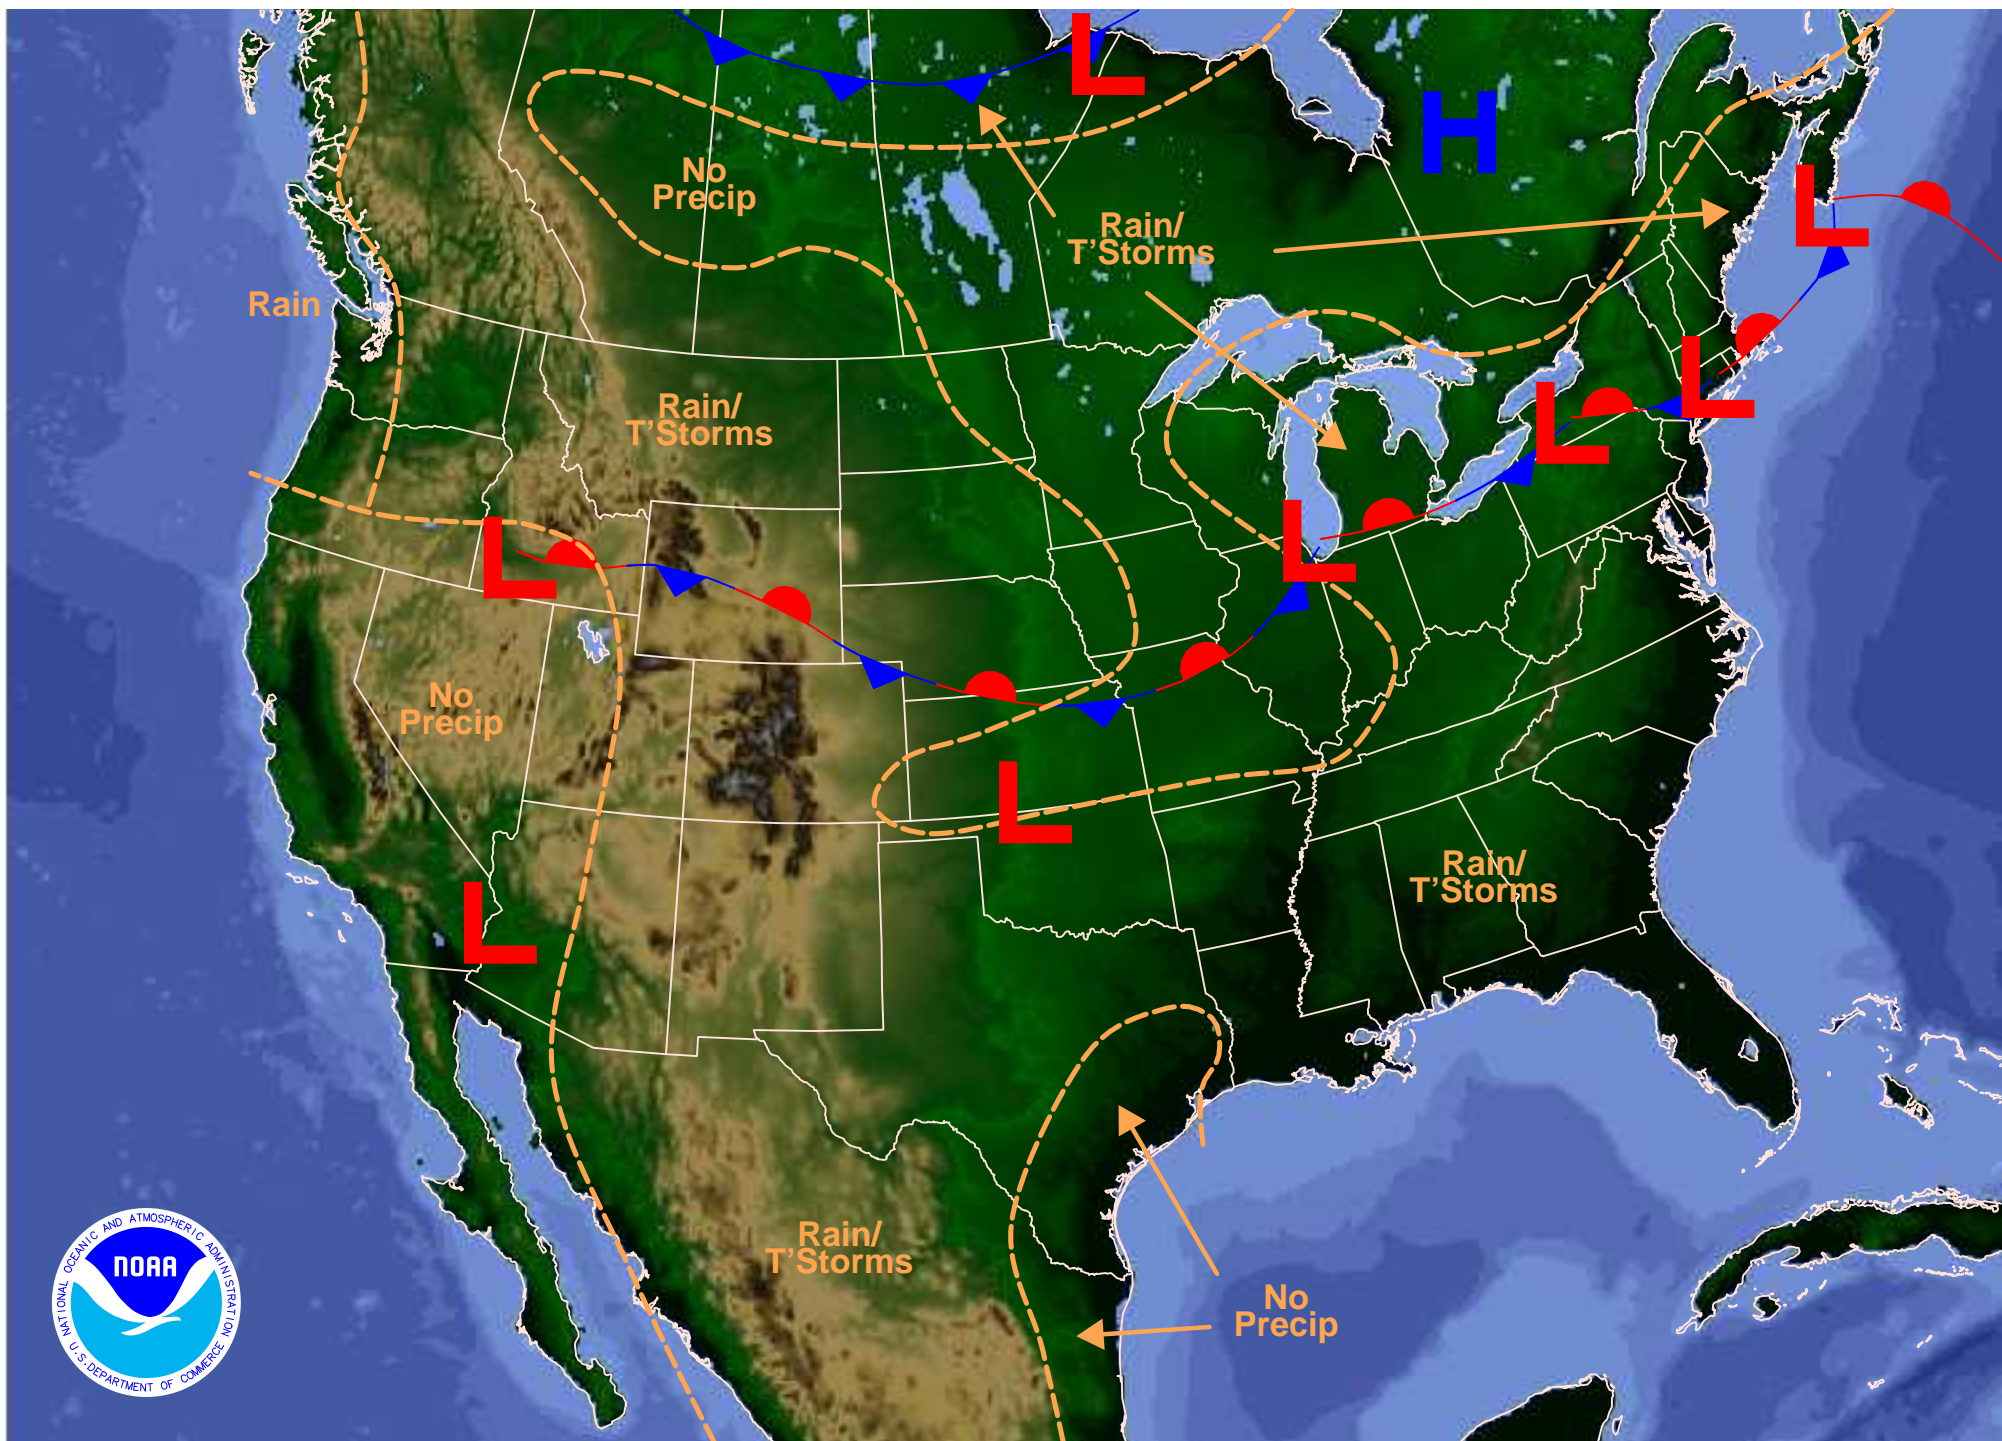 L
H
No
Precip
L
Rain/
T'Storms
Rain
L
Rain/
T'Storms
L
L
L
L
No
Precip
L
Rain/
T'Storms
L
Rain/
T'Storms
No
Precip
NATIONAL OCEANIC AND ATMOSPHERIC ADMINISTRATION
NOAA
U.S. DEPARTMENT OF COMMERCE